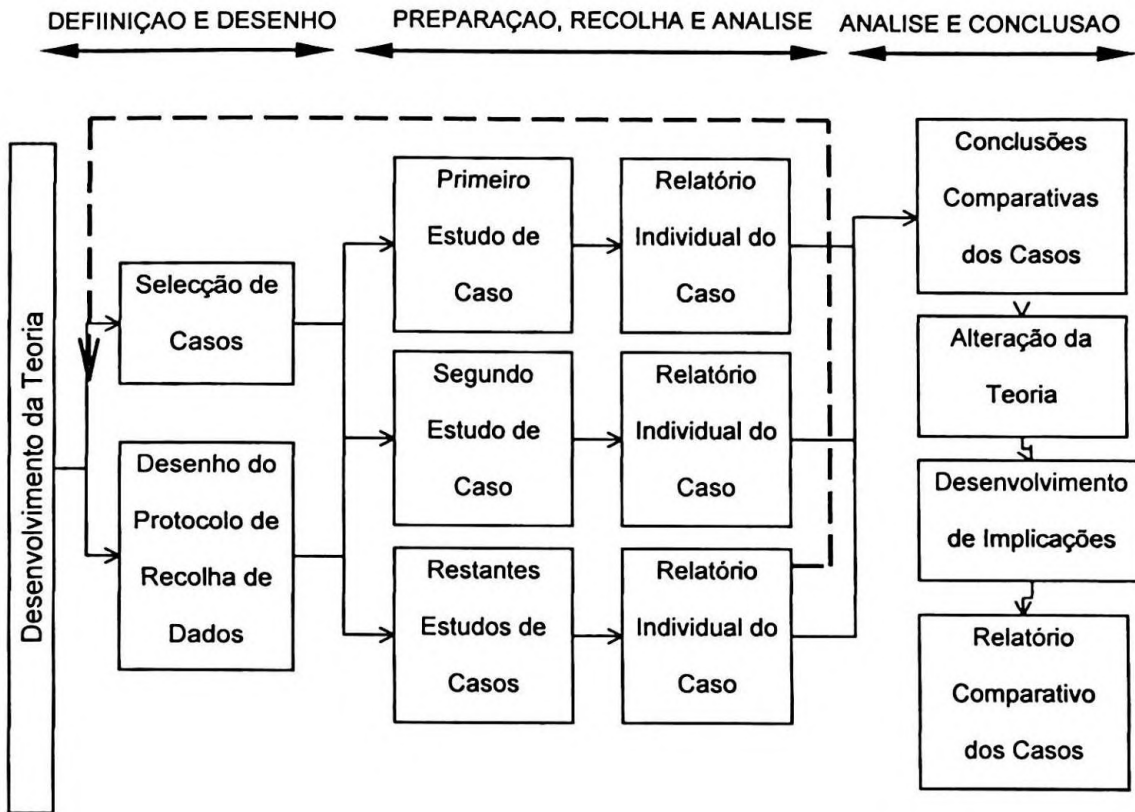 DEFIINIÇAO E DESENHO
PREPARAÇAO, RECOLHA E ANALISE
ANALISE E CONCLUSAO
Desenvolvimento da Teoria
Selecção de
Casos
Desenho do
Protocolo de
Recolha de
Dados
Primeiro
Estudo de
Caso
Segundo
Estudo de
Caso
Restantes
Estudos de
Casos
Relatório
Individual do
Caso
Relatório
Individual do
Caso
Relatório
Individual do
Caso
Conclusões
Comparativas
dos Casos
Alteração da
Teoria
Desenvolvimento
de Implicações
Relatório
Comparativo
dos Casos